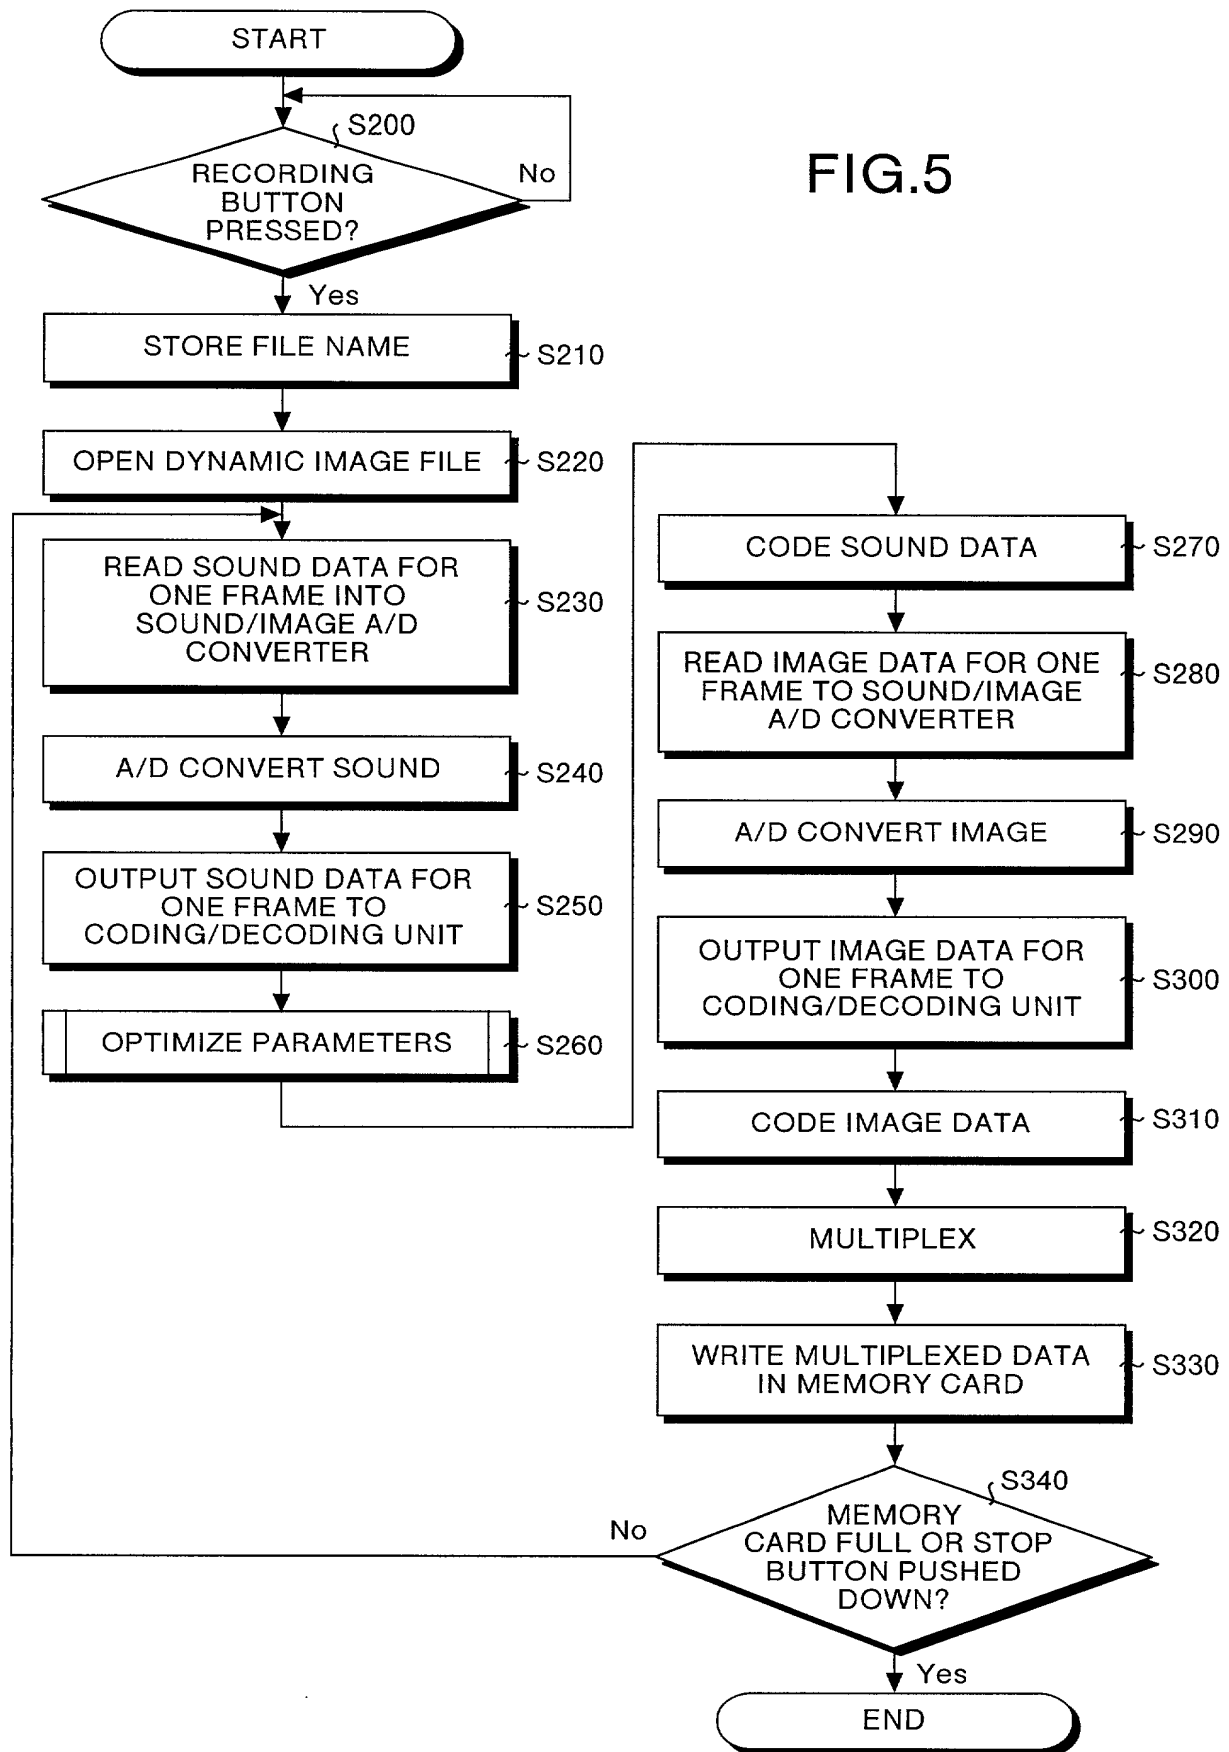 FIG.5
START
S200
RECORDING
BUTTON
PRESSED?
No
Yes
STORE FILE NAME
S210
OPEN DYNAMIC IMAGE FILE
S220
READ SOUND DATA FOR
ONE FRAME INTO
SOUND/IMAGE A/D
CONVERTER
S230
A/D CONVERT SOUND
S240
OUTPUT SOUND DATA FOR
ONE FRAME TO
CODING/DECODING UNIT
S250
OPTIMIZE PARAMETERS
S260
CODE SOUND DATA
S270
READ IMAGE DATA FOR ONE
FRAME TO SOUND/IMAGE
A/D CONVERTER
S280
A/D CONVERT IMAGE
S290
OUTPUT IMAGE DATA FOR
ONE FRAME TO
CODING/DECODING UNIT
S300
CODE IMAGE DATA
S310
MULTIPLEX
S320
WRITE MULTIPLEXED DATA
IN MEMORY CARD
S330
S340
MEMORY
CARD FULL OR STOP
BUTTON PUSHED
DOWN?
No
Yes
END